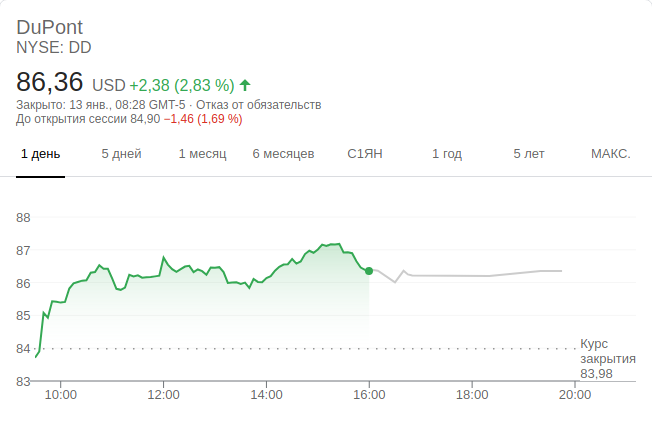 DuPont
NYSE: DD
86,36 USD +2,38 (2,83 %)
Закрыто: 13 янв., 08:28 GMT-5 · Отказ от обязательств
До открытия сессии 84,90 −1,46 (1,69 %)
1 день 5 дней 1 месяц 6 месяцев С1ЯН 1 год 5 лет МАКС.
88
87
86
85
84
Курс
закрытия
83,98
83
10:00 12:00 14:00 16:00 18:00 20:00